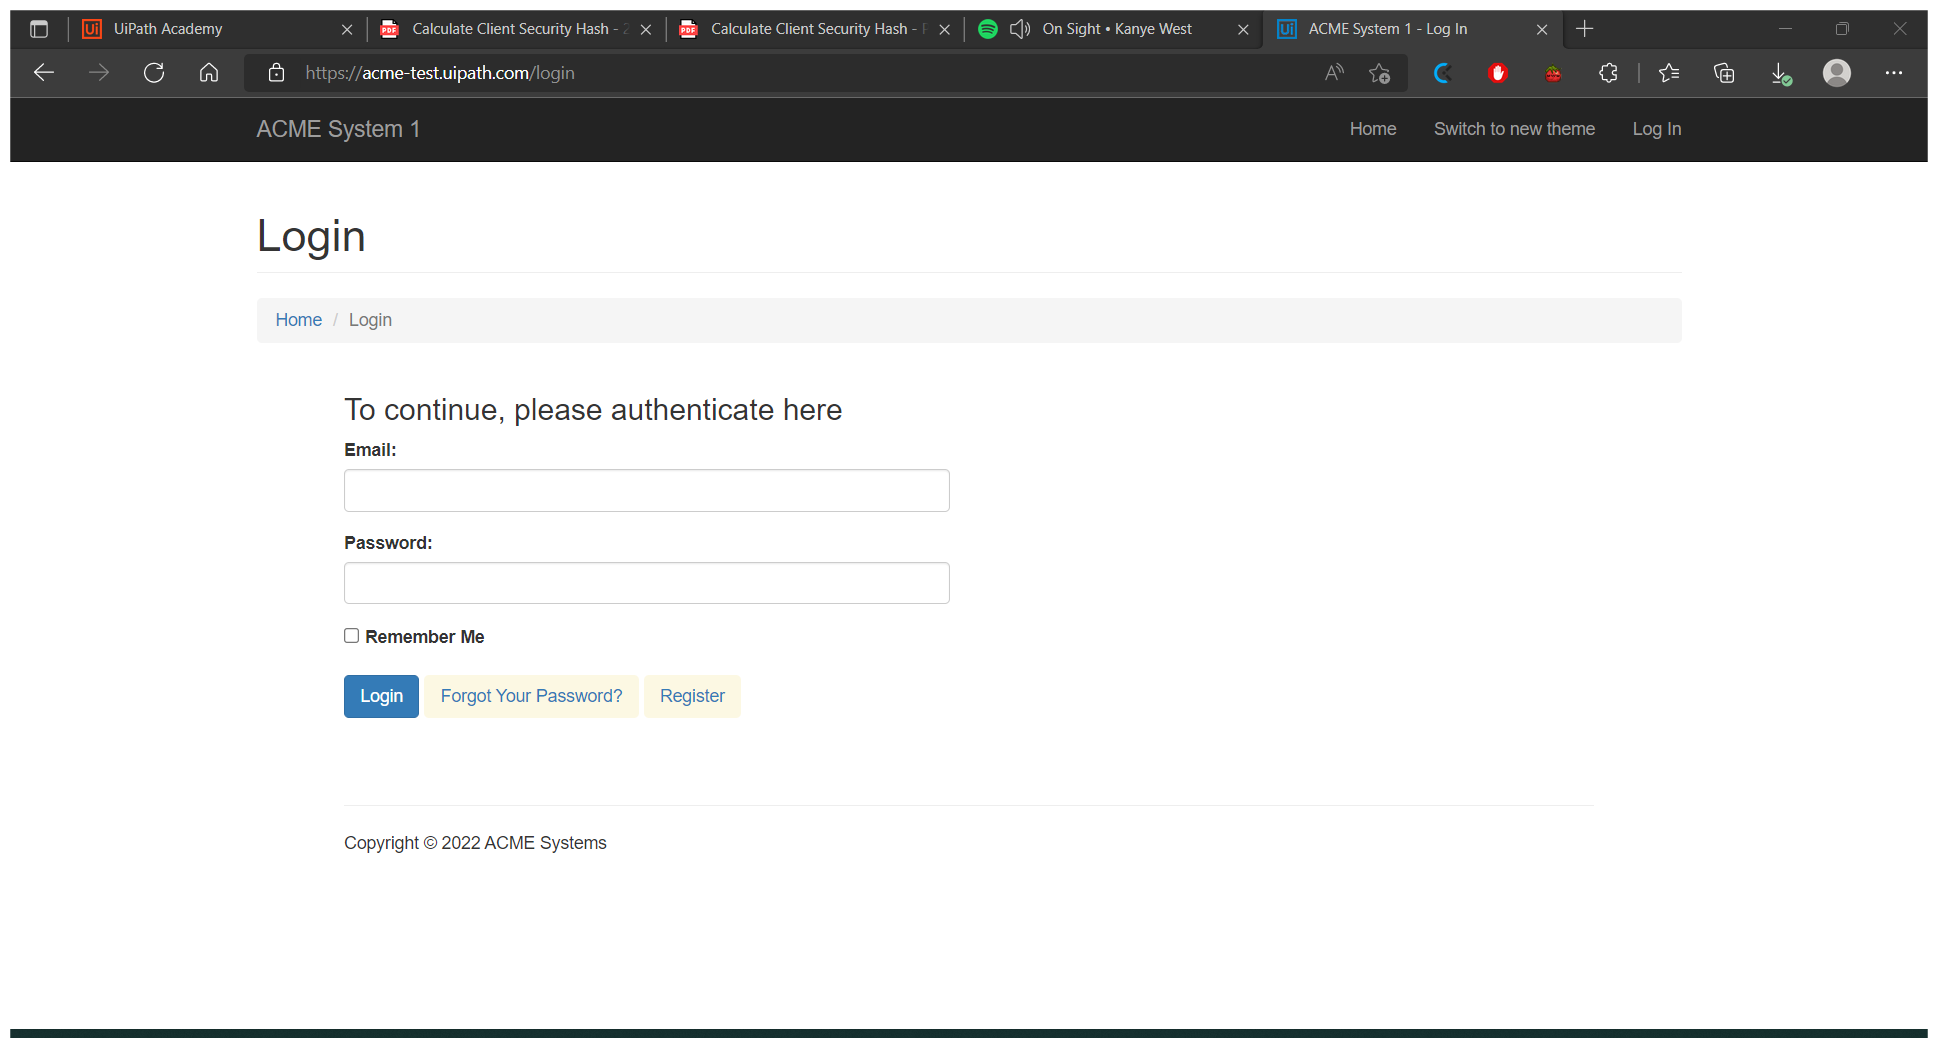 UiPath Academy
Calculate Client Security Hash - 2
Calculate Client Security Hash -
On Sight • Kanye West
ACME System 1 - Log In
https://acme-test.uipath.com/login
ACME System 1
Home
Switch to new theme
Log In
Login
Home / Login
To continue, please authenticate here
Email:
Password:
Remember Me
Login
Forgot Your Password?
Register
Copyright © 2022 ACME Systems